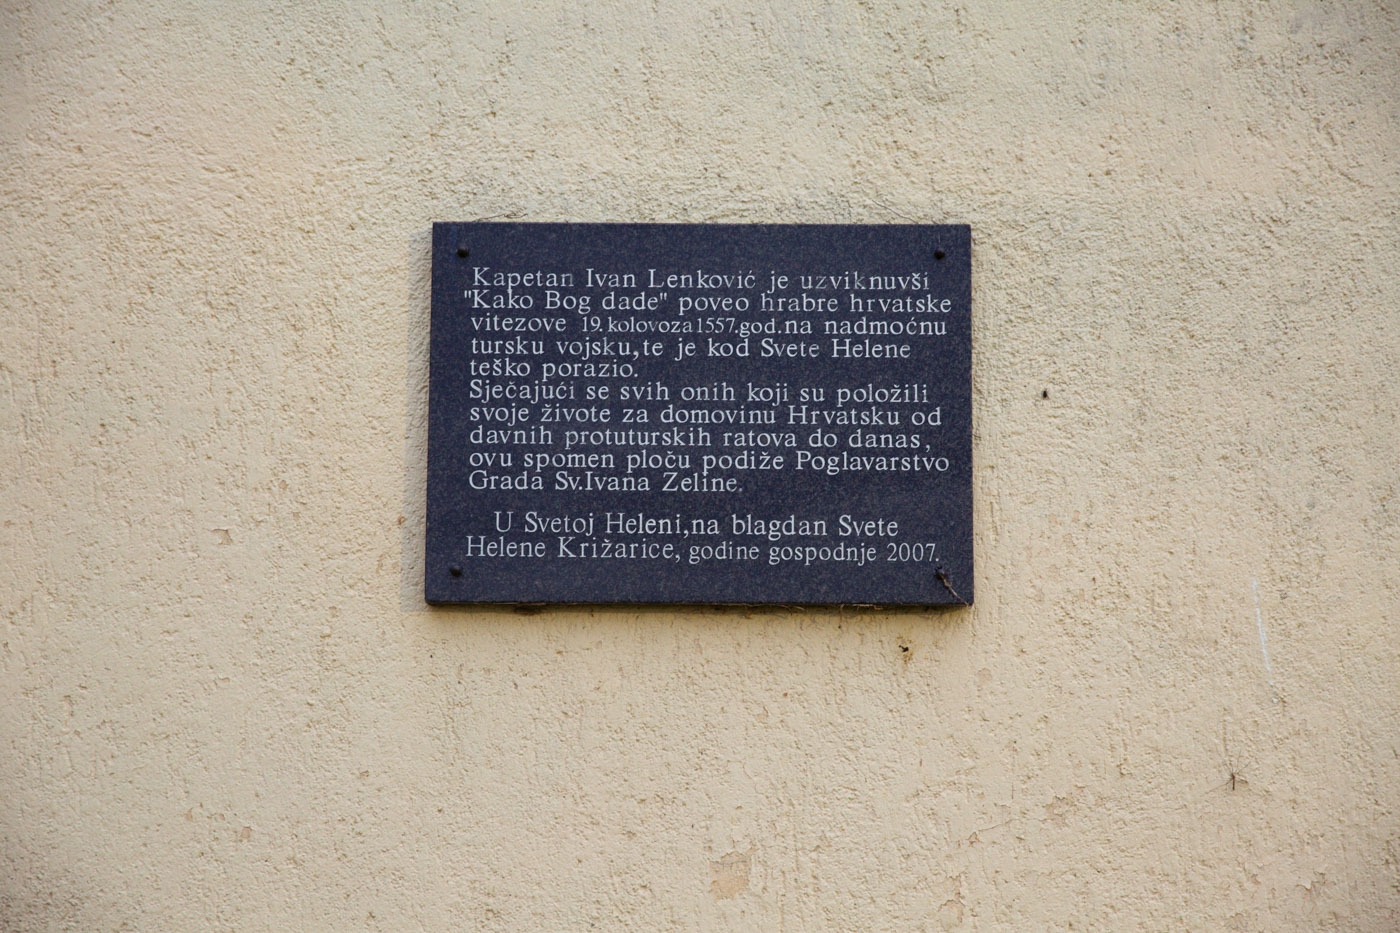 Kapetan Ivan Lenković je uzviknuvši
"Kako Bog dade" poveo hrabre hrvatske
vitezove 19. kolovoza 1557.god.na nadmoćnu
tursku vojsku,te je kod Svete Helene
teško porazio.
Sječajući se svih onih koji su položili
svoje živote za domovinu Hrvatsku od
davnih protuturskih ratova do danas,
ovu spomen ploču podiže Poglavarstvo
Grada Sv.Ivana Zeline.
U Svetoj Heleni,na blagdan Svete
Helene Križarice, godine gospodnje 2007.